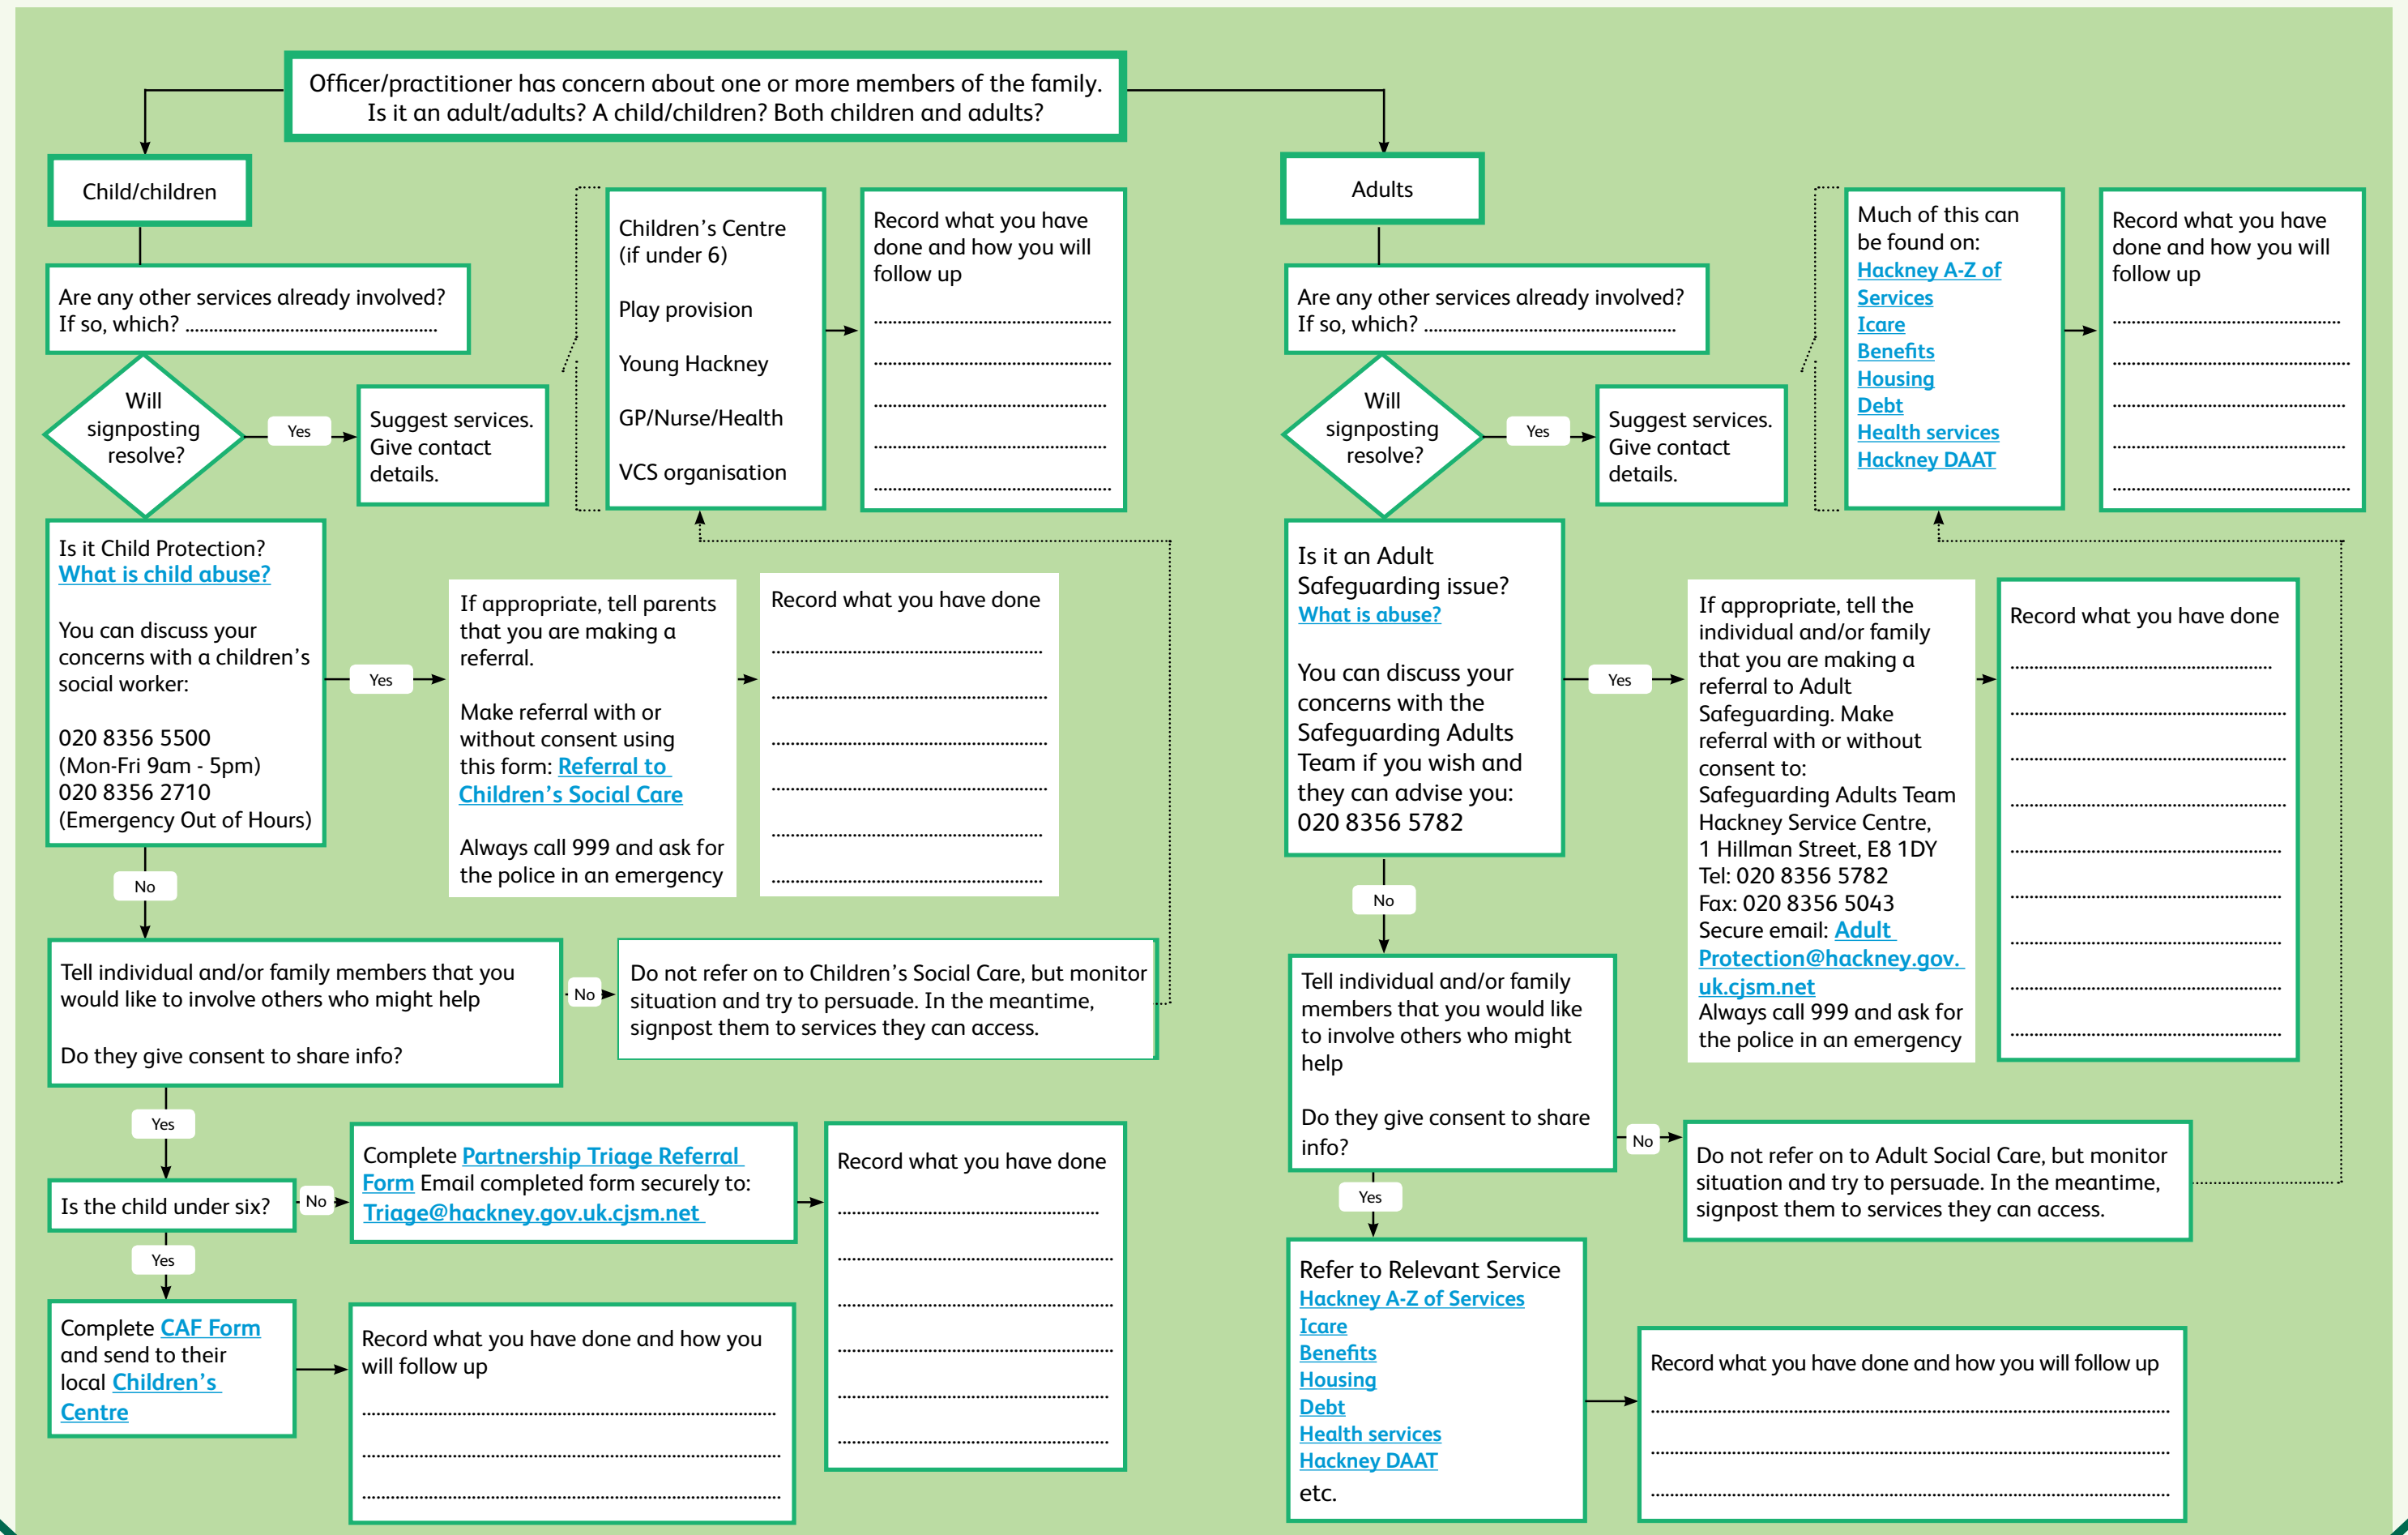 Officer/practitioner has concern about one or more members of the family.
Is it an adult/adults? A child/children? Both children and adults?
Child/children
Are any other services already involved?
If so, which? ....................................................
Will
signposting
resolve?
Yes
Suggest services.
Give contact
details.
Children's Centre
(if under 6)
Play provision
Young Hackney
GP/Nurse/Health
VCS organisation
Record what you have
done and how you will
follow up
Is it Child Protection?
What is child abuse?
You can discuss your
concerns with a children's
social worker:
020 8356 5500
(Mon-Fri 9am - 5pm)
020 8356 2710
(Emergency Out of Hours)
Yes
If appropriate, tell parents
that you are making a
referral.
Make referral with or
without consent using
this form: Referral to
Children's Social Care
Always call 999 and ask for
the police in an emergency
Record what you have done
No
Tell individual and/or family members that you
would like to involve others who might help
Do they give consent to share info?
No
Do not refer on to Children's Social Care, but monitor
situation and try to persuade. In the meantime,
signpost them to services they can access.
Yes
Is the child under six?
No
Complete Partnership Triage Referral
Form Email completed form securely to:
Triage@hackney.gov.uk.cjsm.net
Record what you have done
Yes
Complete CAF Form
and send to their
local Children's
Centre
Record what you have done and how you
will follow up
Adults
Are any other services already involved?
If so, which? ....................................................
Will
signposting
resolve?
Yes
Suggest services.
Give contact
details.
Much of this can
be found on:
Hackney A-Z of
Services
Icare
Benefits
Housing
Debt
Health services
Hackney DAAT
Record what you have
done and how you will
follow up
Is it an Adult
Safeguarding issue?
What is abuse?
You can discuss your
concerns with the
Safeguarding Adults
Team if you wish and
they can advise you:
020 8356 5782
Yes
If appropriate, tell the
individual and/or family
that you are making a
referral to Adult
Safeguarding. Make
referral with or without
consent to:
Safeguarding Adults Team
Hackney Service Centre,
1 Hillman Street, E8 1DY
Tel: 020 8356 5782
Fax: 020 8356 5043
Secure email: Adult
Protection@hackney.gov.
uk.cjsm.net
Always call 999 and ask for
the police in an emergency
Record what you have done
No
Tell individual and/or family
members that you would like
to involve others who might
help
Do they give consent to share
info?
No
Do not refer on to Adult Social Care, but monitor
situation and try to persuade. In the meantime,
signpost them to services they can access.
Yes
Refer to Relevant Service
Hackney A-Z of Services
Icare
Benefits
Housing
Debt
Health services
Hackney DAAT
etc.
Record what you have done and how you will follow up